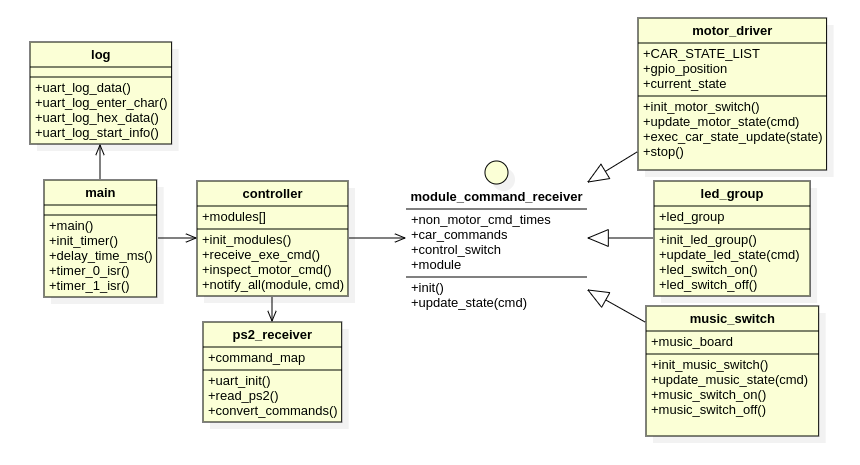 log
+uart_log_data()
+uart_log_enter_char()
+uart_log_hex_data()
+uart_log_start_info()
main
+main()
+init_timer()
+delay_time_ms()
+timer_0_isr()
+timer_1_isr()
controller
+modules[]
+init_modules()
+receive_exe_cmd()
+inspect_motor_cmd()
+notify_all(module, cmd)
ps2_receiver
+command_map
+uart_init()
+read_ps2()
+convert_commands()
module_command_receiver
+non_motor_cmd_times
+car_commands
+control_switch
+module
+init()
+update_state(cmd)
motor_driver
+CAR_STATE_LIST
+gpio_position
+current_state
+init_motor_switch()
+update_motor_state(cmd)
+exec_car_state_update(state)
+stop()
led_group
+led_group
+init_led_group()
+update_led_state(cmd)
+led_switch_on()
+led_switch_off()
music_switch
+music_board
+init_music_switch()
+update_music_state(cmd)
+music_switch_on()
+music_switch_off()